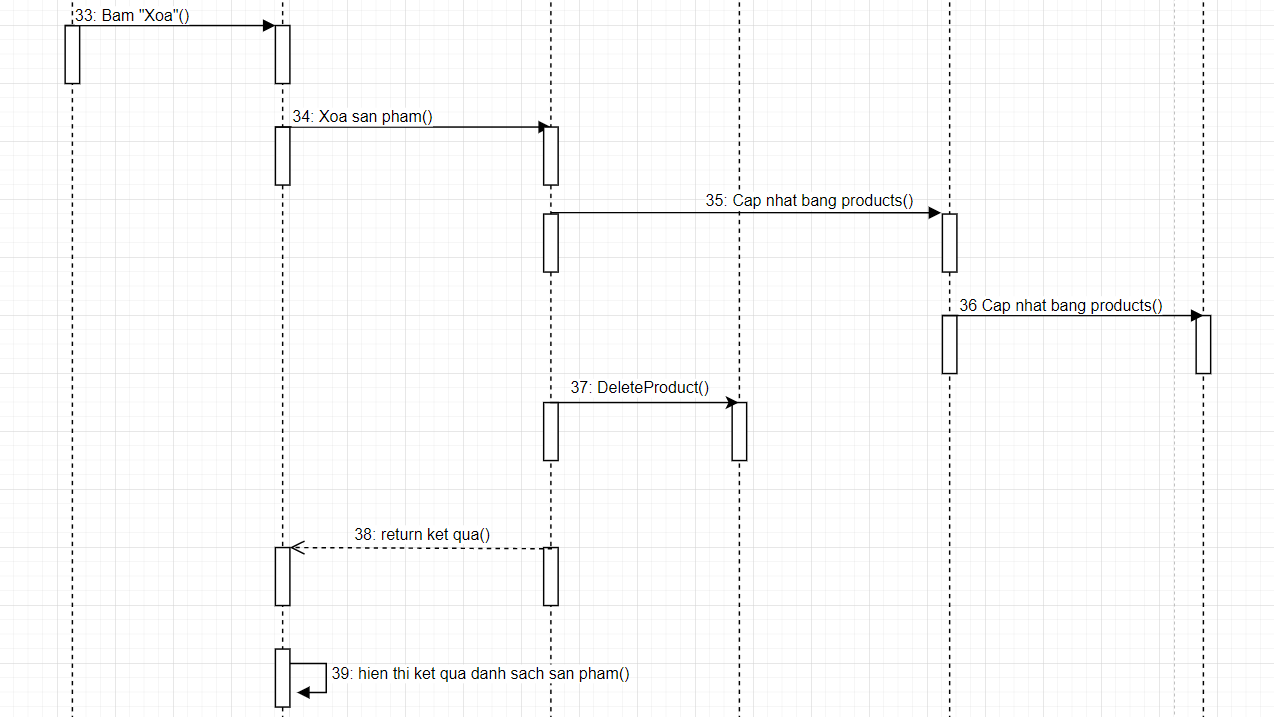 33: Bam "Xoa"()
34: Xoa san pham()
35: Cap nhat bang products()
36 Cap nhat bang products()
37: DeleteProduct()
38: return ket qua()
39: hien thi ket qua danh sach san pham()